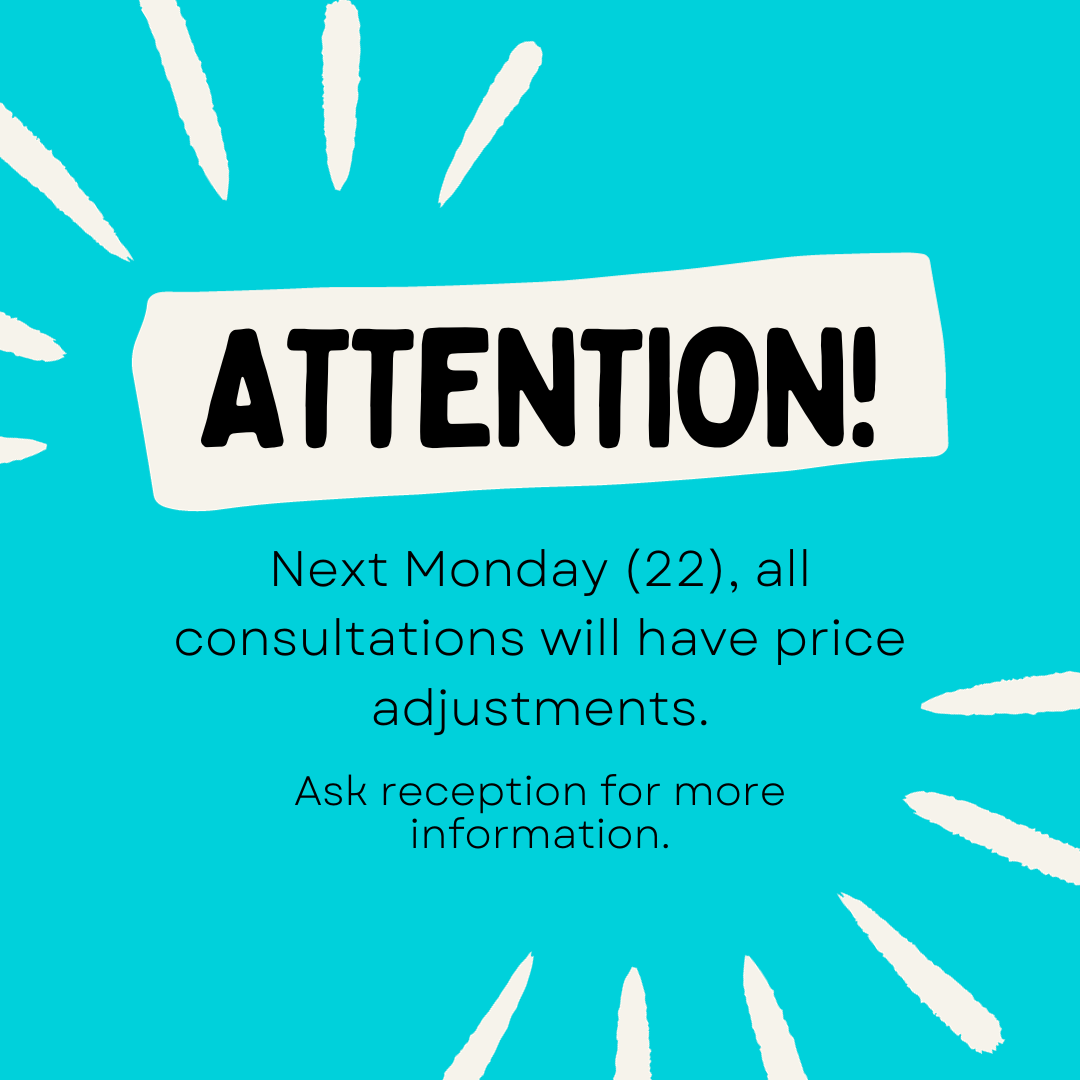 ATTENTION!
Next Monday (22), all
consultations will have price
adjustments.
Ask reception for more
information.